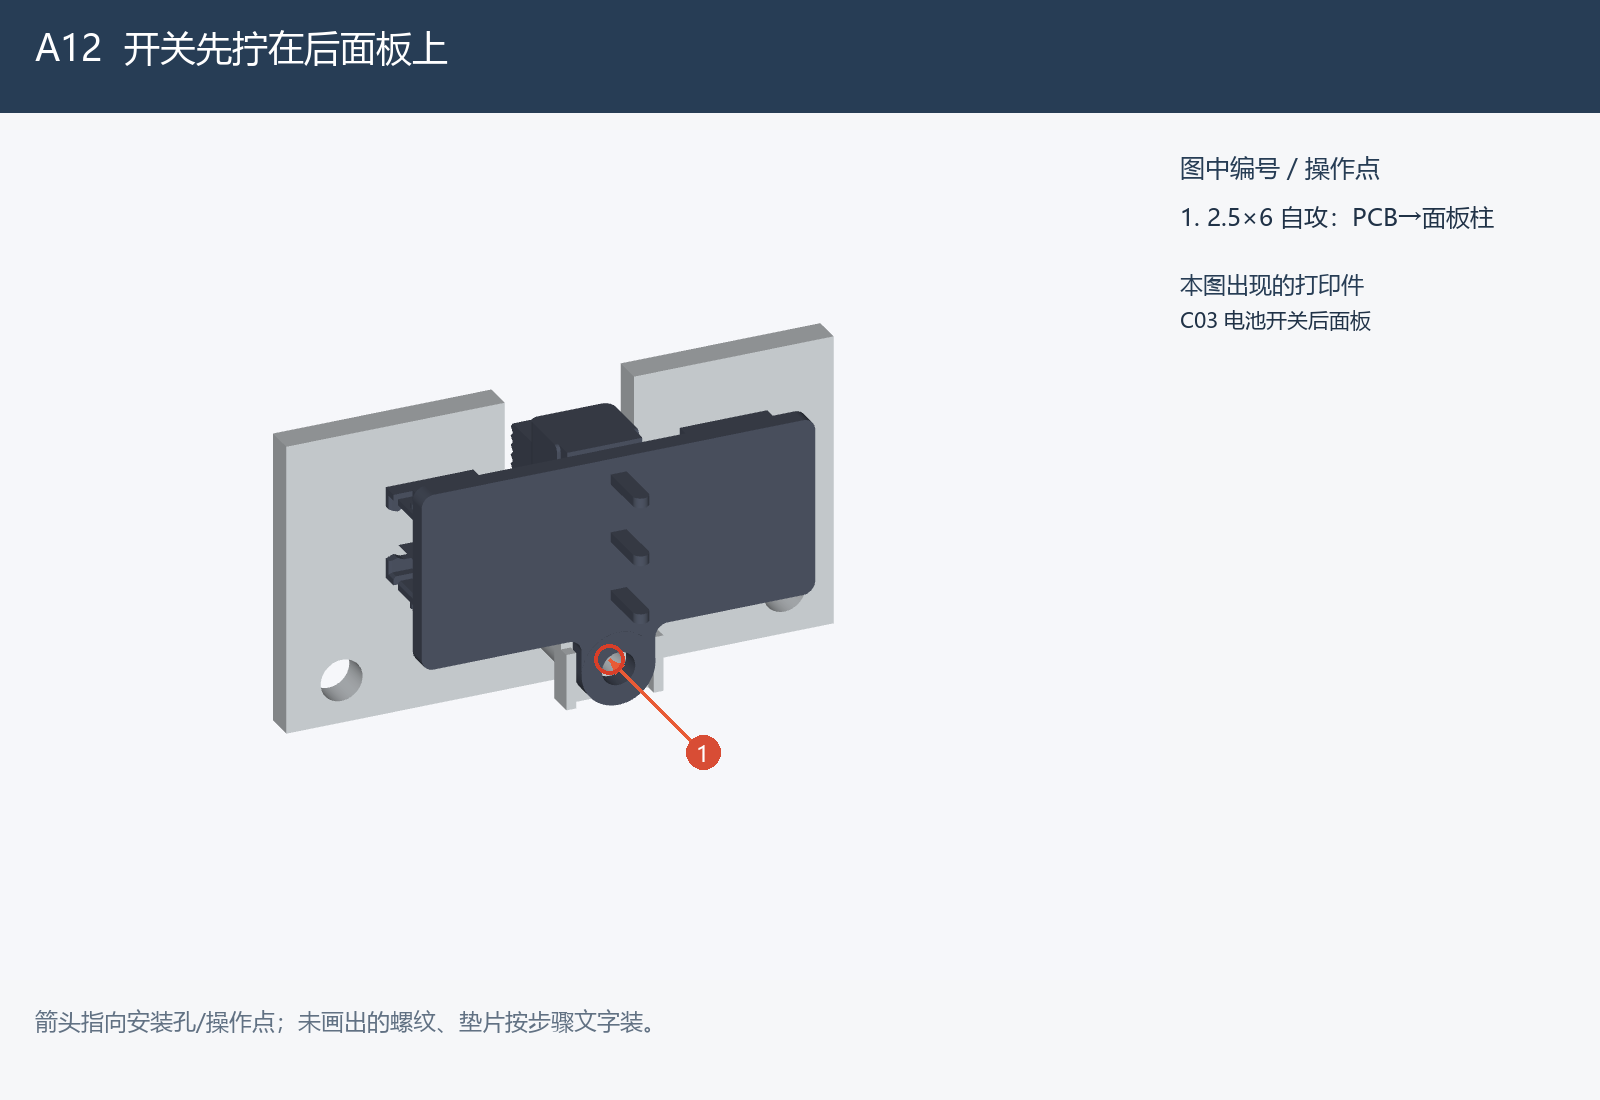 A12 开关先拧在后面板上
图中编号 / 操作点
1. 2.5×6 自攻：PCB→面板柱
本图出现的打印件
C03 电池开关后面板
1
箭头指向安装孔/操作点；未画出的螺纹、垫片按步骤文字装。